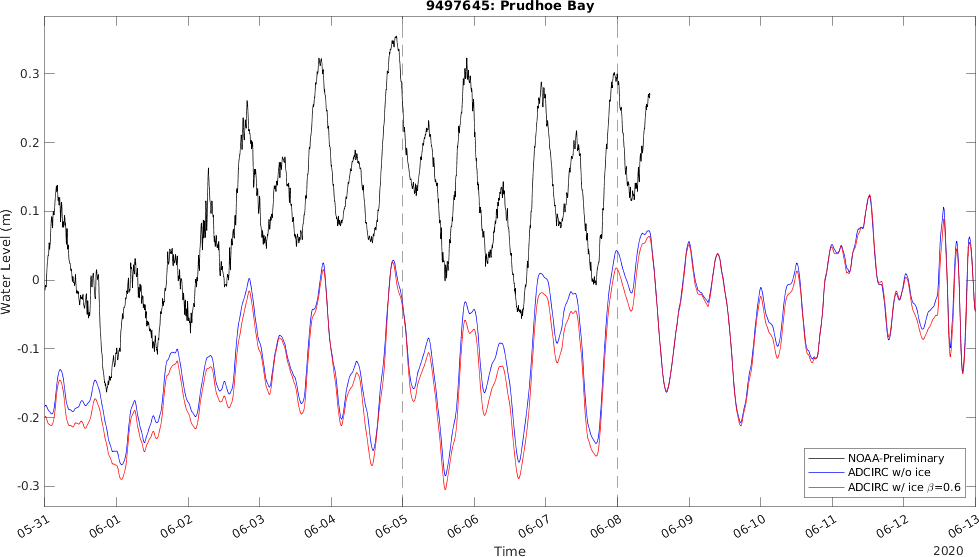 9497645: Prudhoe Bay
Water Level (m)
0.3
0.2
0.1
0
-0.1
-0.2
-0.3
NOAA-Preliminary
ADCIRC w/o ice
ADCIRC w/ ice β=0.6
05-31 06-01 06-02 06-03 06-04 06-05 06-06 06-07 06-08 06-09 06-10 06-11 06-12 06-13
Time
2020